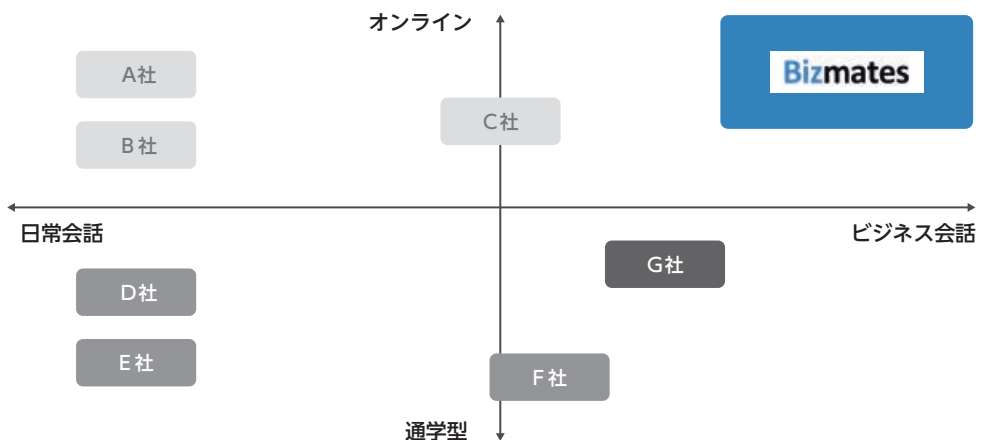 オンライン
Bizmates
A社
C社
B社
日常会話
ビジネス会話
G社
D社
E社
F社
通学型